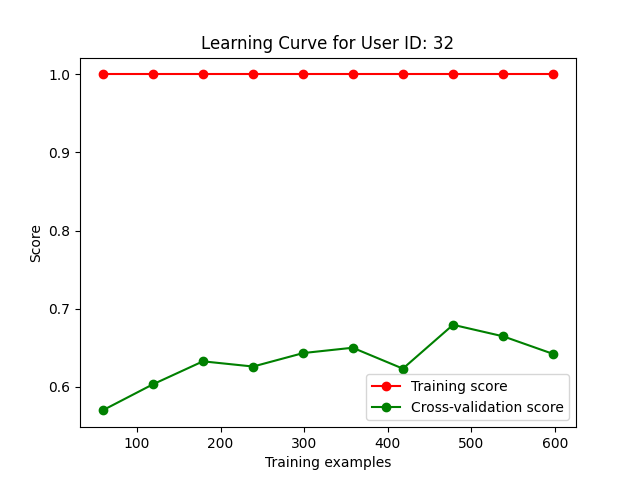 Learning Curve for User ID: 32
1.0
0.9
0.8
0.7
0.6
Score
100
200
300
400
500
600
Training examples
Training score
Cross-validation score